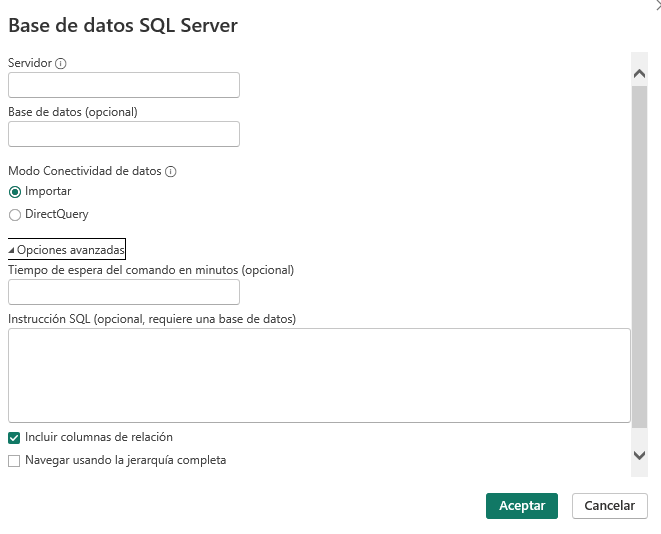 Base de datos SQL Server
Servidor
Base de datos (opcional)
Modo Conectividad de datos
Importar
DirectQuery
Opciones avanzadas
Tiempo de espera del comando en minutos (opcional)
Instrucción SQL (opcional, requiere una base de datos)
Incluir columnas de relación
Navegar usando la jerarquía completa
Aceptar Cancelar